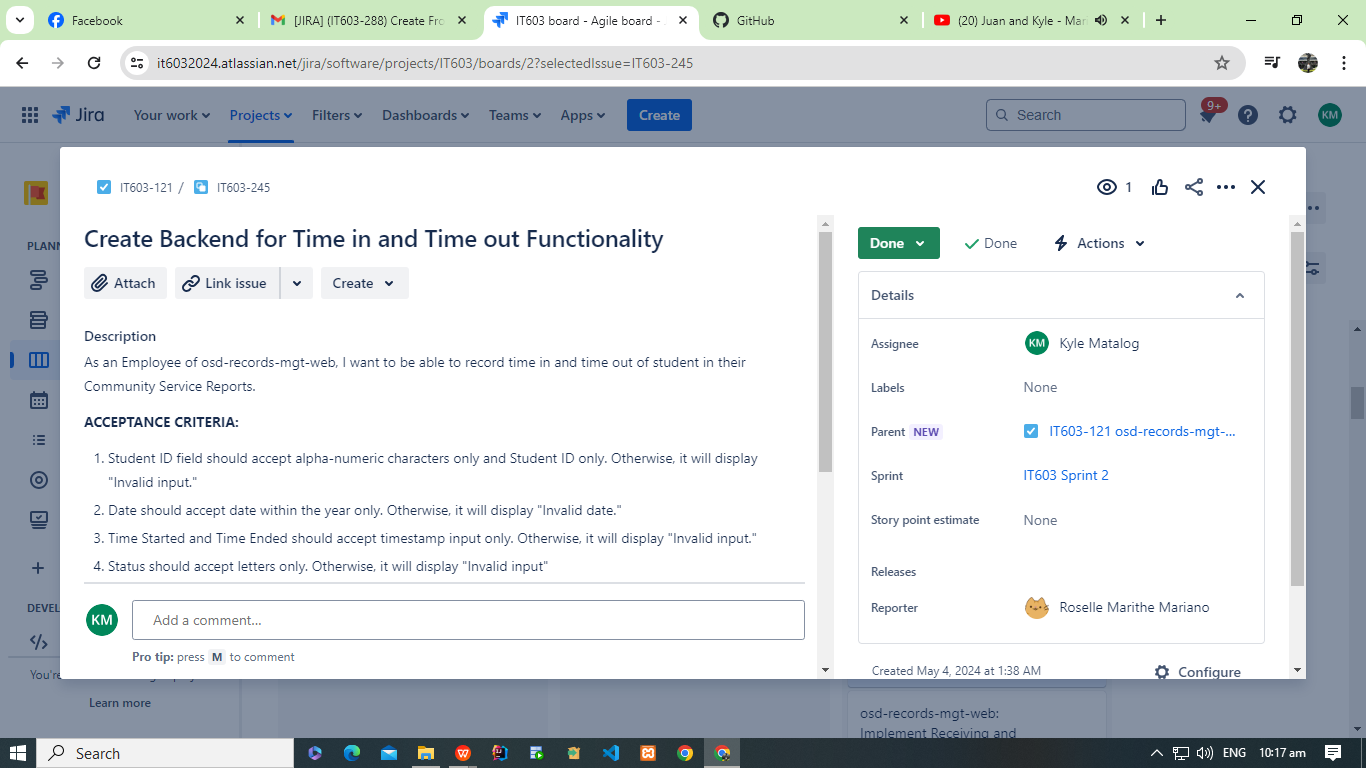 Facebook
[JIRA] (IT603-288) Create Fro
IT603 board - Agile board -
GitHub
(20) Juan and Kyle - Mari
it6032024.atlassian.net/jira/software/projects/IT603/boards/2?selectedIssue=IT603-245
Jira
Your work
Projects
Filters
Dashboards
Teams
Apps
Create
Search
9+
KM
IT603-121 /
IT603-245
1
PLANN
Create Backend for Time in and Time out Functionality
Attach
Link issue
Create
Description
As an Employee of osd-records-mgt-web, I want to be able to record time in and time out of student in their
Community Service Reports.
ACCEPTANCE CRITERIA:
1. Student ID field should accept alpha-numeric characters only and Student ID only. Otherwise, it will display
"Invalid input."
2. Date should accept date within the year only. Otherwise, it will display "Invalid date."
3. Time Started and Time Ended should accept timestamp input only. Otherwise, it will display "Invalid input."
4. Status should accept letters only. Otherwise, it will display "Invalid input"
KM
Add a comment...
Pro tip: press M to comment
Done
Done
Actions
Details
Assignee
KM Kyle Matalog
Labels
None
Parent NEW
IT603-121 osd-records-mgt-...
Sprint
IT603 Sprint 2
Story point estimate
None
Releases
Reporter
Roselle Marithe Mariano
Created May 4, 2024 at 1:38 AM
Configure
DEVEL
You're
Learn more
osd-records-mgt-web:
Implement Receiving and
Search
ENG
10:17 am